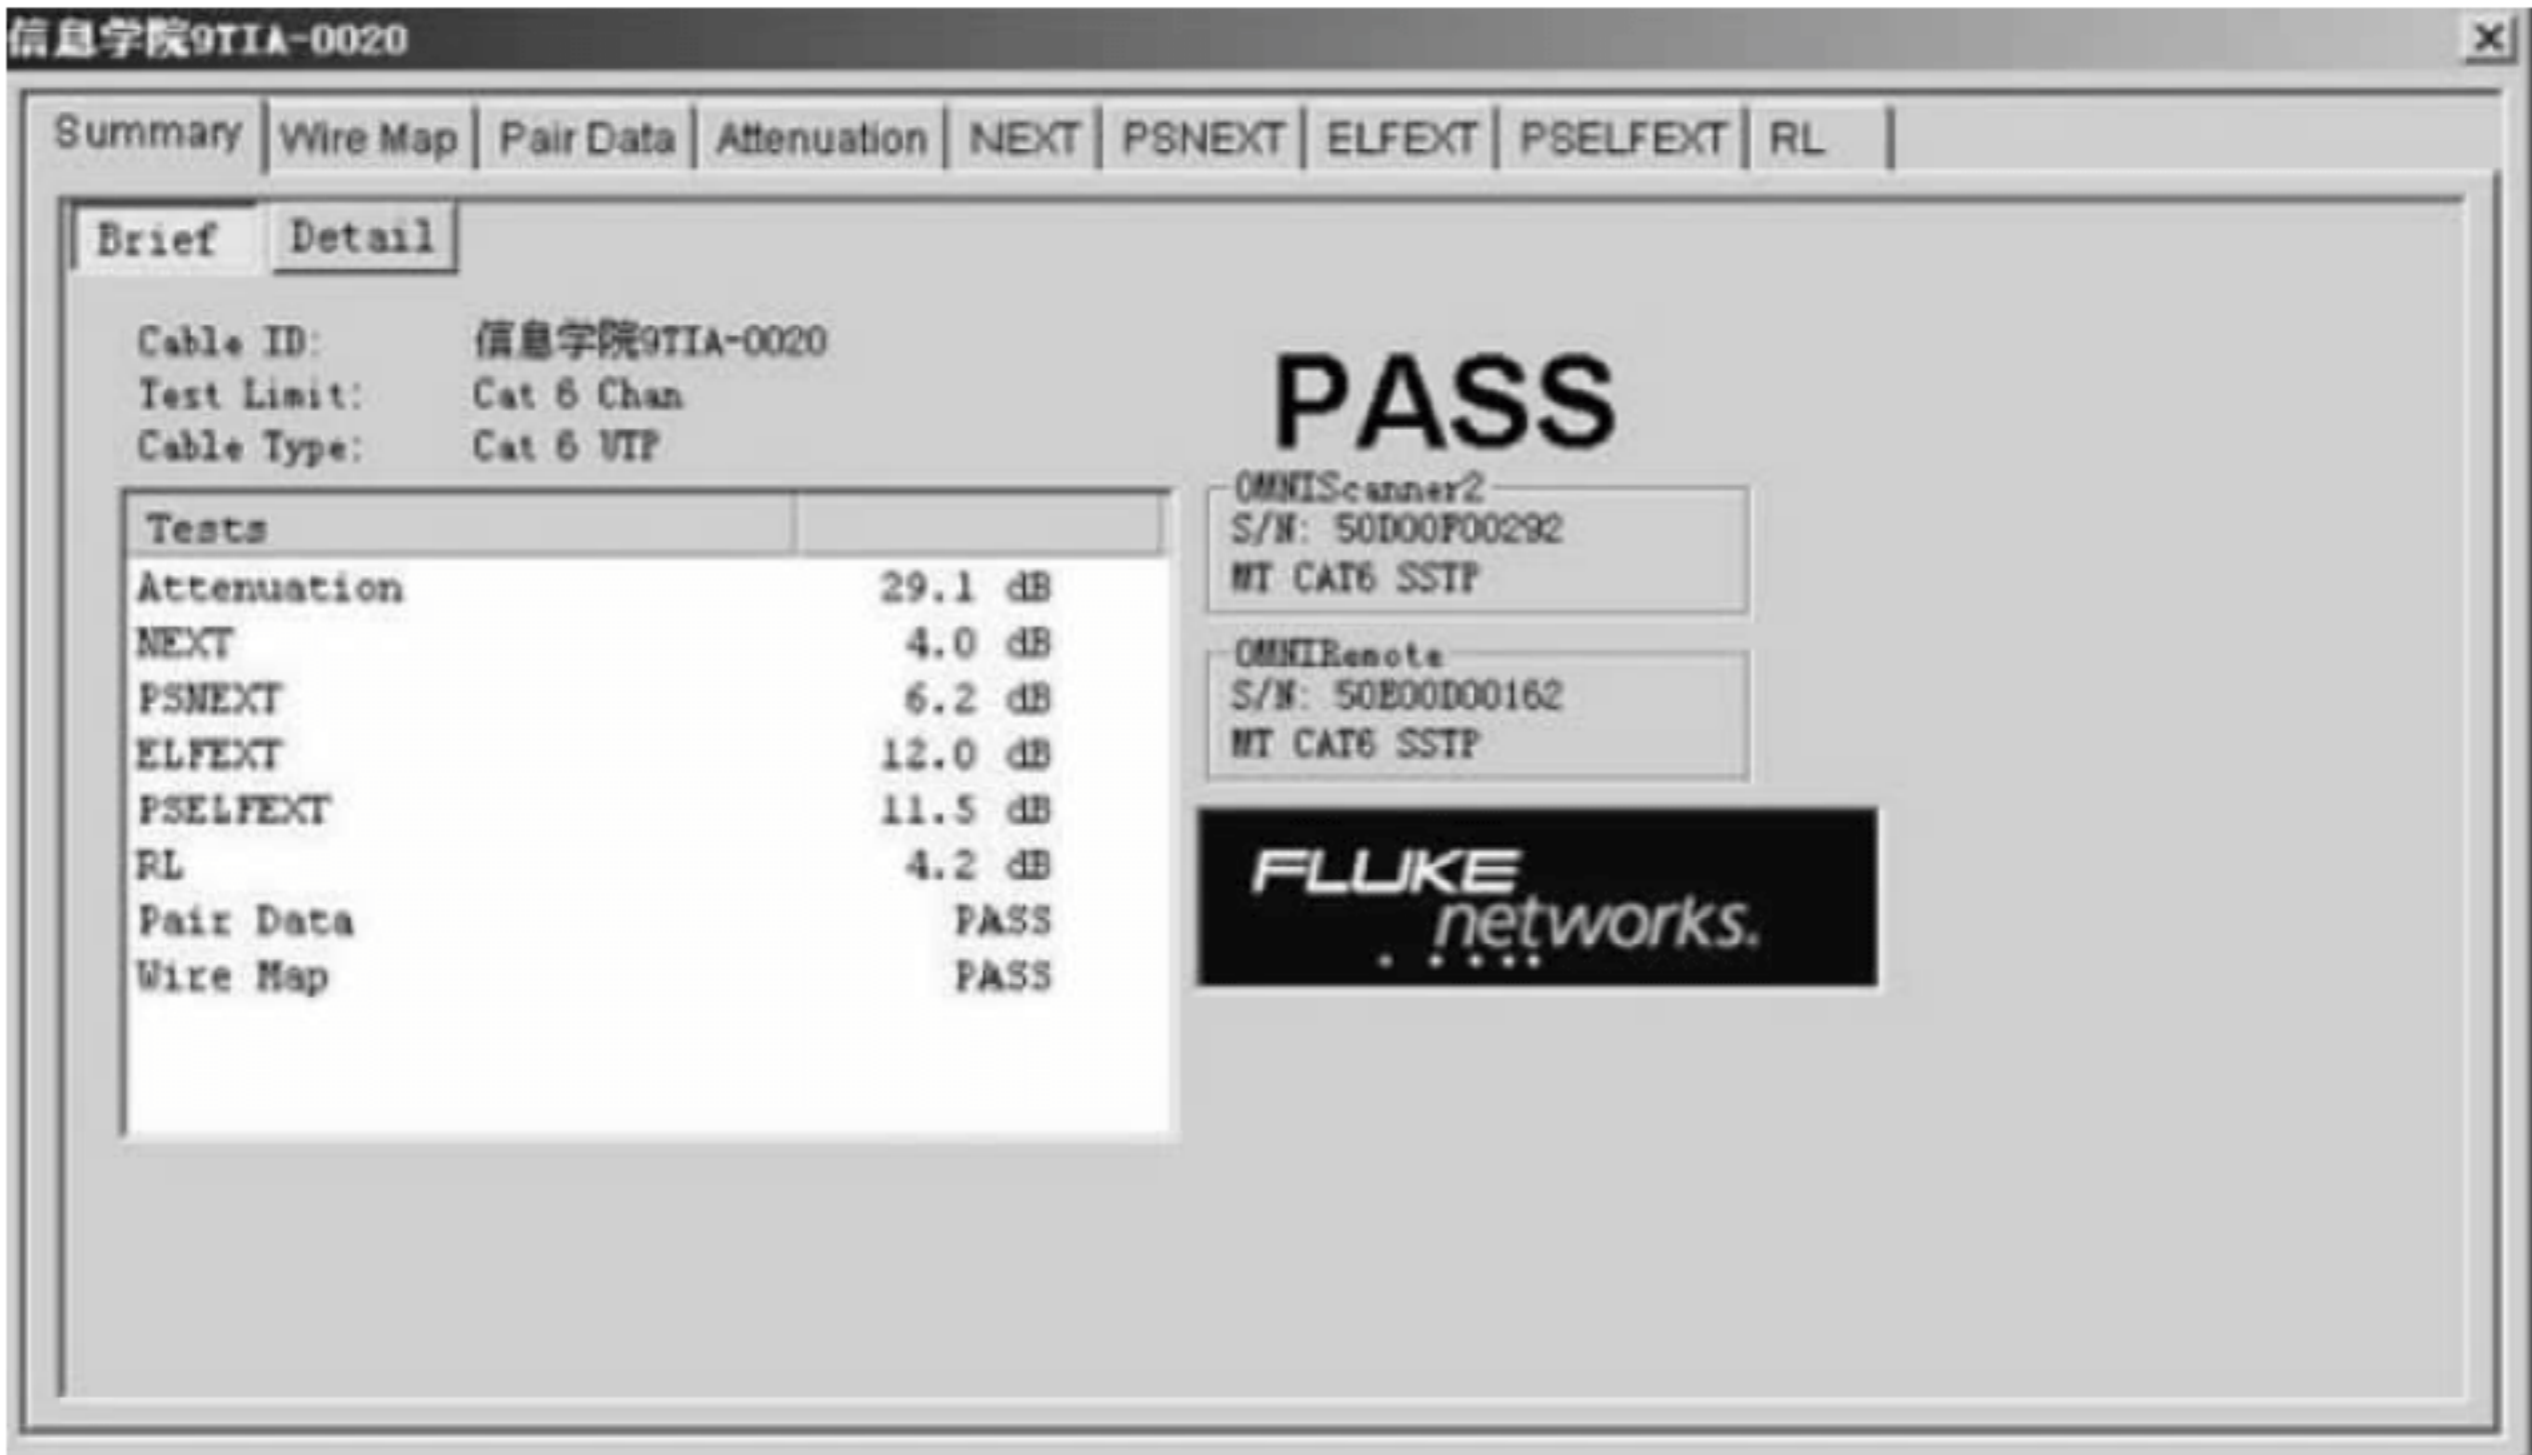 信息学院9TIA-0020
Summary Wire Map Pair Data Attenuation NEXT PSNEXT ELFEXT PSELFEXT RL
Brief Detail
Cable ID: 信息学院9TIA-0020
Test Limit: Cat 6 Chan
Cable Type: Cat 6 UTP
PASS
Tests
Attenuation 29.1 dB
NEXT 4.0 dB
PSNEXT 6.2 dB
ELFEXT 12.0 dB
PSELFEXT 11.5 dB
RL 4.2 dB
Pair Data PASS
Wire Map PASS
OMNIScanner2
S/N: 50D00F00292
MT CAT6 SSTP
OMNIRemote
S/N: 50E00D00162
MT CAT6 SSTP
FLUKE
networks.